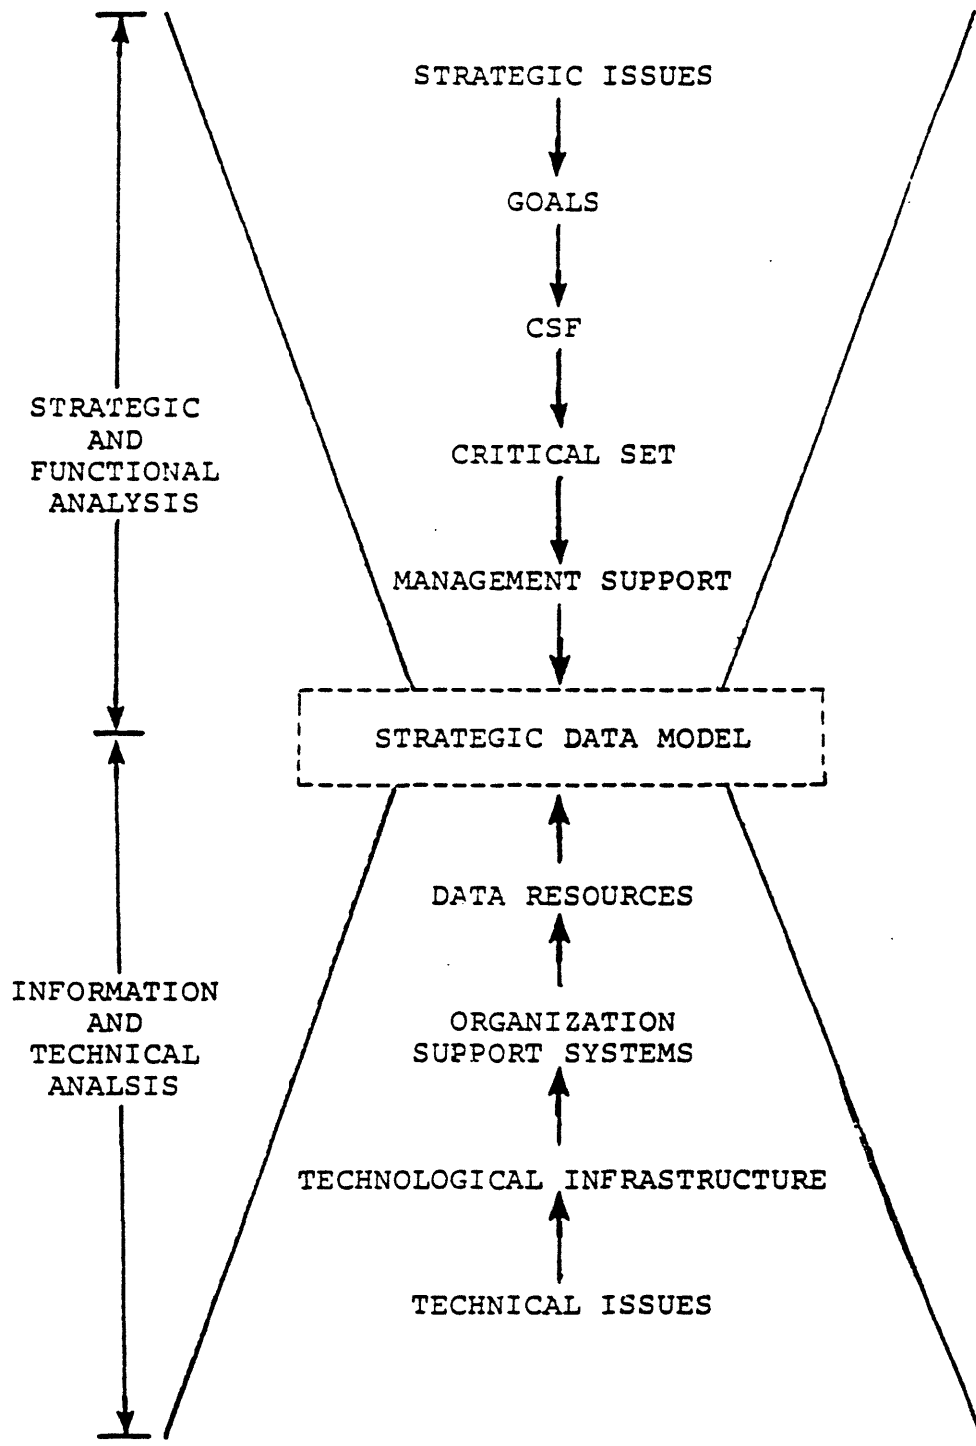 STRATEGIC ISSUES
GOALS
CSF
CRITICAL SET
MANAGEMENT SUPPORT
STRATEGIC
AND
FUNCTIONAL
ANALYSIS
STRATEGIC DATA MODEL
DATA RESOURCES
ORGANIZATION
SUPPORT SYSTEMS
TECHNOLOGICAL INFRASTRUCTURE
TECHNICAL ISSUES
INFORMATION
AND
TECHNICAL
ANALSIS